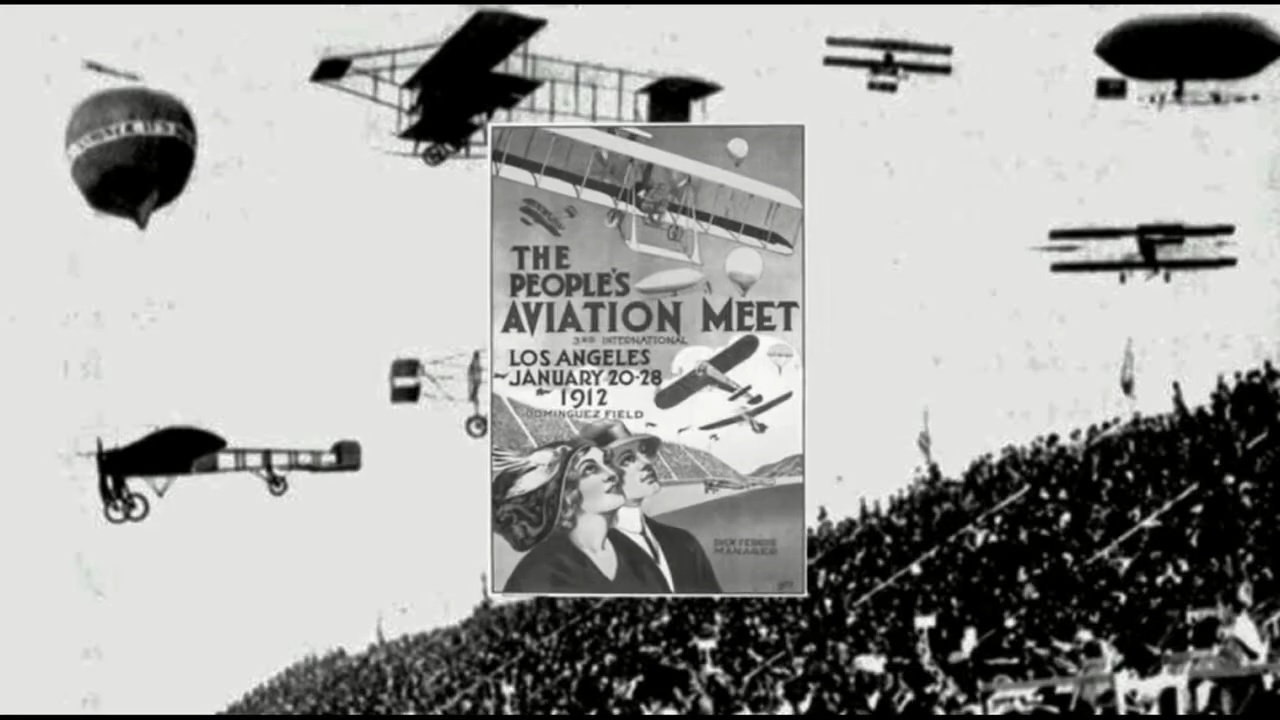 THE
PEOPLE'S
AVIATION MEET
3RD INTERNATIONAL
LOS ANGELES
JANUARY 20-28
1912
DOMINGUEZ FIELD
DICK FERRIS
MANAGER